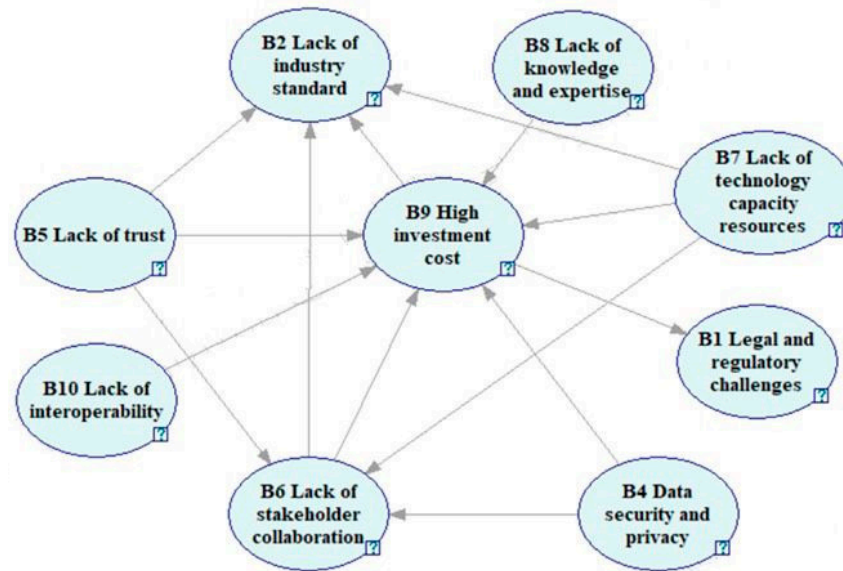 B2 Lack of
industry
standard
?
B8 Lack of
knowledge
and expertise
?
B7 Lack of
technology
capacity
resources
?
B5 Lack of trust
?
B9 High
investment
cost
?
B1 Legal and
regulatory
challenges
?
B10 Lack of
interoperability
?
B6 Lack of
stakeholder
collaboration
?
B4 Data
security and
privacy
?